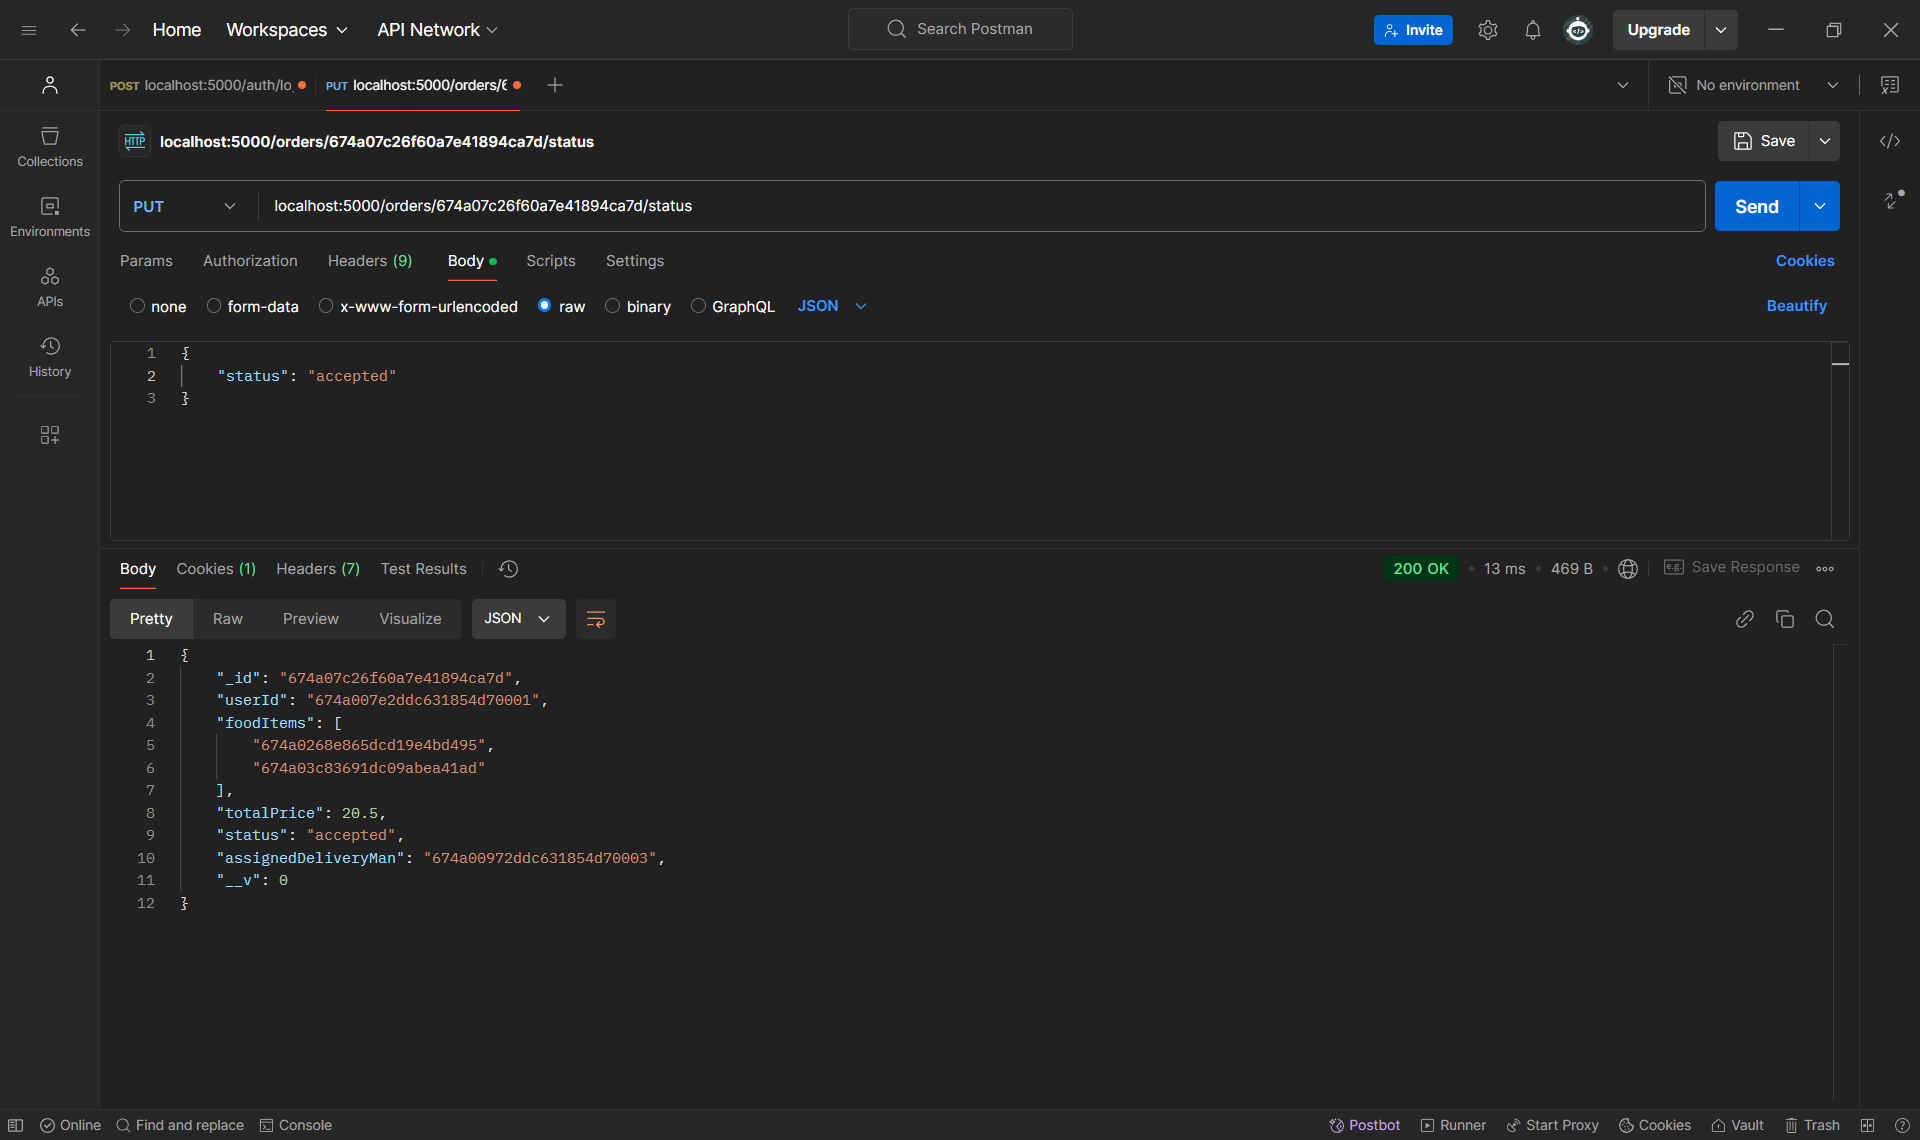 Home Workspaces API Network Search Postman Invite Upgrade
POST localhost:5000/auth/lo PUT localhost:5000/orders/6 No environment
HTTP localhost:5000/orders/674a07c26f60a7e41894ca7d/status Save
Collections
PUT localhost:5000/orders/674a07c26f60a7e41894ca7d/status Send
Environments
Params Authorization Headers (9) Body Scripts Settings Cookies
APIs
none form-data x-www-form-urlencoded raw binary GraphQL JSON Beautify
History
1 {
2 "status": "accepted"
3 }
Body Cookies (1) Headers (7) Test Results 200 OK 13 ms 469 B e.g. Save Response
Pretty Raw Preview Visualize JSON
1 {
2 "_id": "674a07c26f60a7e41894ca7d",
3 "userId": "674a007e2ddc631854d70001",
4 "foodItems": [
5 "674a0268e865dcd19e4bd495",
6 "674a03c83691dc09abea41ad"
7 ],
8 "totalPrice": 20.5,
9 "status": "accepted",
10 "assignedDeliveryMan": "674a00972ddc631854d70003",
11 "__v": 0
12 }
Online Find and replace Console Postbot Runner Start Proxy Cookies Vault Trash